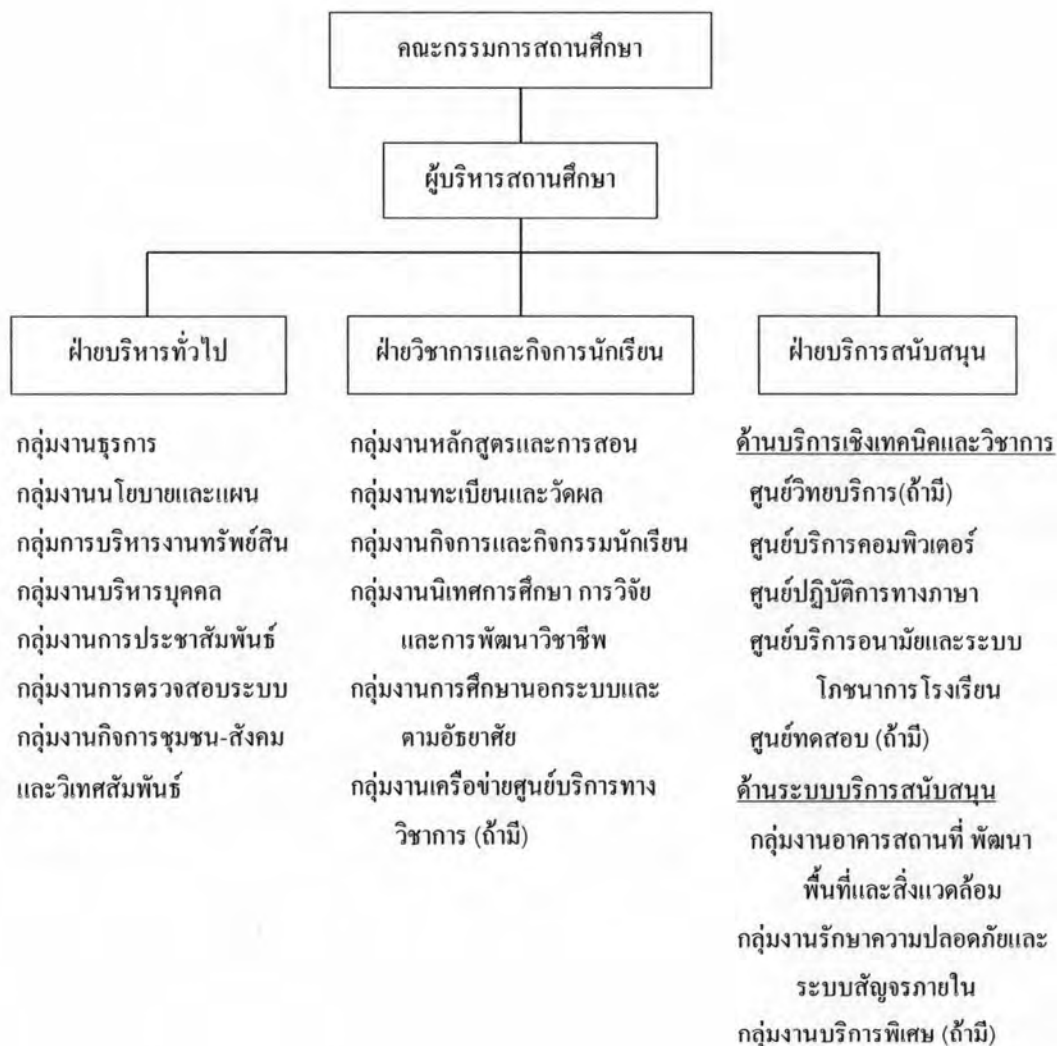 คณะกรรมการสถานศึกษา
ผู้บริหารสถานศึกษา
ฝ่ายบริหารทั่วไป
กลุ่มงานธุรการ
กลุ่มงานนโยบายและแผน
กลุ่มการบริหารงานทรัพย์สิน
กลุ่มงานบริหารบุคคล
กลุ่มงานการประชาสัมพันธ์
กลุ่มงานการตรวจสอบระบบ
กลุ่มงานกิจการชุมชน-สังคม
และวิเทศสัมพันธ์
ฝ่ายวิชาการและกิจการนักเรียน
กลุ่มงานหลักสูตรและการสอน
กลุ่มงานทะเบียนและวัดผล
กลุ่มงานกิจการและกิจกรรมนักเรียน
กลุ่มงานนิเทศการศึกษา การวิจัย
และการพัฒนาวิชาชีพ
กลุ่มงานการศึกษานอกระบบและ
ตามอัธยาศัย
กลุ่มงานเครือข่ายศูนย์บริการทาง
วิชาการ (ถ้ามี)
ฝ่ายบริการสนับสนุน
ด้านบริการเชิงเทคนิคและวิชาการ
ศูนย์วิทยบริการ(ถ้ามี)
ศูนย์บริการคอมพิวเตอร์
ศูนย์ปฏิบัติการทางภาษา
ศูนย์บริการอนามัยและระบบ
โภชนาการโรงเรียน
ศูนย์ทดสอบ (ถ้ามี)
ด้านระบบบริการสนับสนุน
กลุ่มงานอาคารสถานที่ พัฒนา
พื้นที่และสิ่งแวดล้อม
กลุ่มงานรักษาความปลอดภัยและ
ระบบสัญจรภายใน
กลุ่มงานบริการพิเศษ (ถ้ามี)